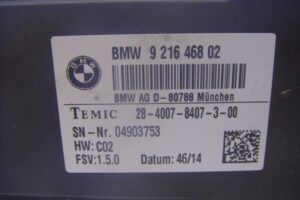 BMW 9 216 468 02
BMW AG D-80788 München
TEMIC 28-4007-8407-3-00
SN-Nr. 04903753
HW: C02
FSV:1.5.0 Datum: 46/14